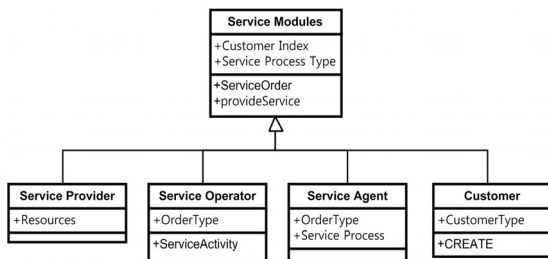 Service Modules
+Customer Index
+Service Process Type
+ServiceOrder
+provideService
Service Provider
+Resources
Service Operator
+OrderType
+ServiceActivity
Service Agent
+OrderType
+Service Process
Customer
+CustomerType
+CREATE